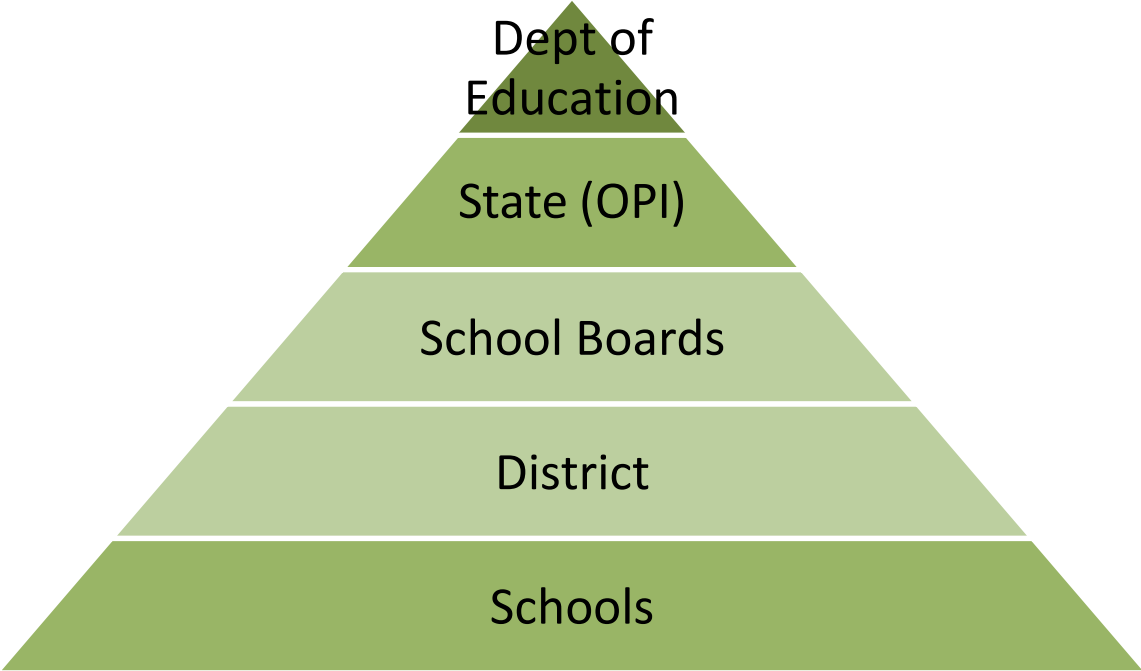 Dept of
Education
State (OPI)
School Boards
District
Schools